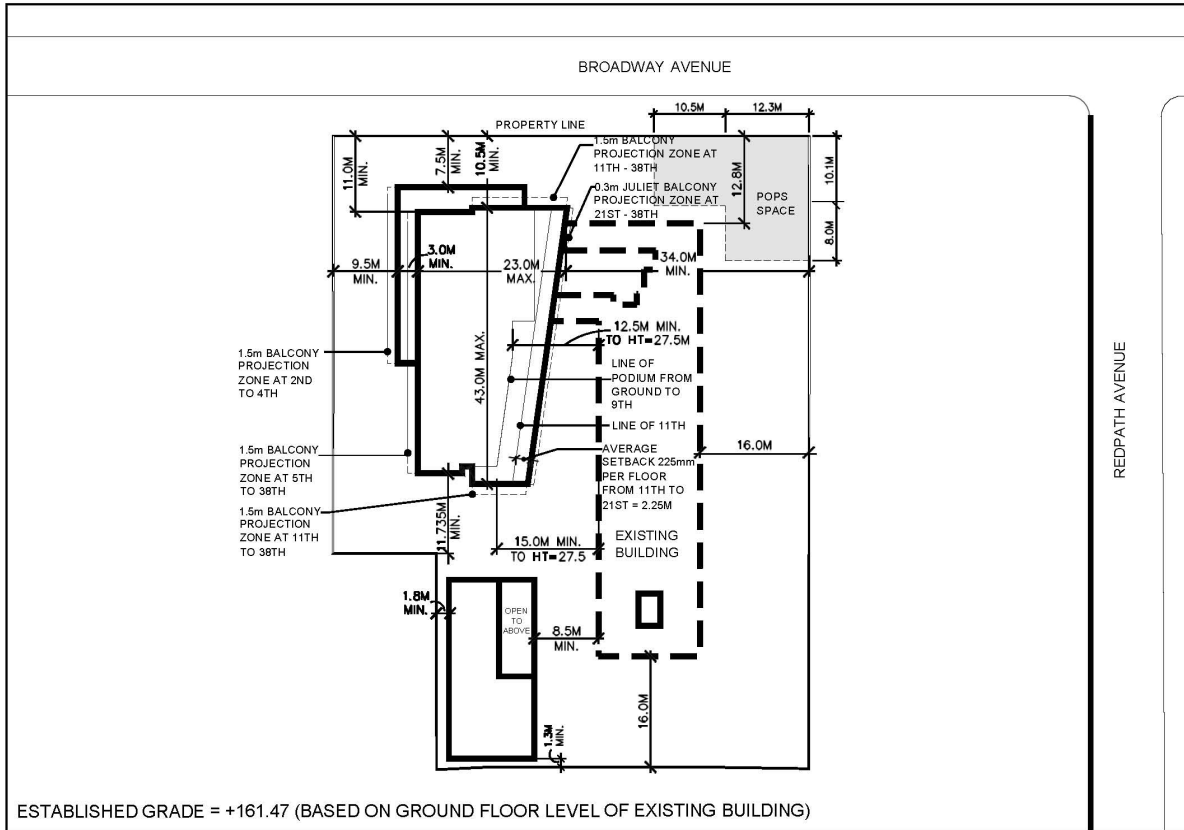 BROADWAY AVENUE
10.5M
12.3M
PROPERTY LINE
11.0M
MIN.
7.5M
MIN.
10.5M
MIN.
1.5m BALCONY
PROJECTION ZONE AT
11TH - 38TH
0.3m JULIET BALCONY
PROJECTION ZONE AT
21ST - 38TH
12.8M
POPS
SPACE
10.1M
8.0M
9.5M
MIN.
3.0M
MIN.
23.0M
MAX.
34.0M
MIN.
12.5M MIN.
TO HT=27.5M
43.0M MAX.
LINE OF
PODIUM FROM
GROUND TO
9TH
LINE OF 11TH
AVERAGE
SETBACK 225mm
PER FLOOR
FROM 11TH TO
21ST = 2.25M
16.0M
REDPATH AVENUE
1.5m BALCONY
PROJECTION
ZONE AT 2ND
TO 4TH
1.5m BALCONY
PROJECTION
ZONE AT 5TH
TO 38TH
1.5m BALCONY
PROJECTION
ZONE AT 11TH
TO 38TH
11.735M
MIN.
15.0M MIN.
TO HT=27.5
EXISTING
BUILDING
1.8M
MIN.
OPEN
TO
ABOVE
8.5M
MIN.
16.0M
1.3M
MIN.
ESTABLISHED GRADE = +161.47 (BASED ON GROUND FLOOR LEVEL OF EXISTING BUILDING)